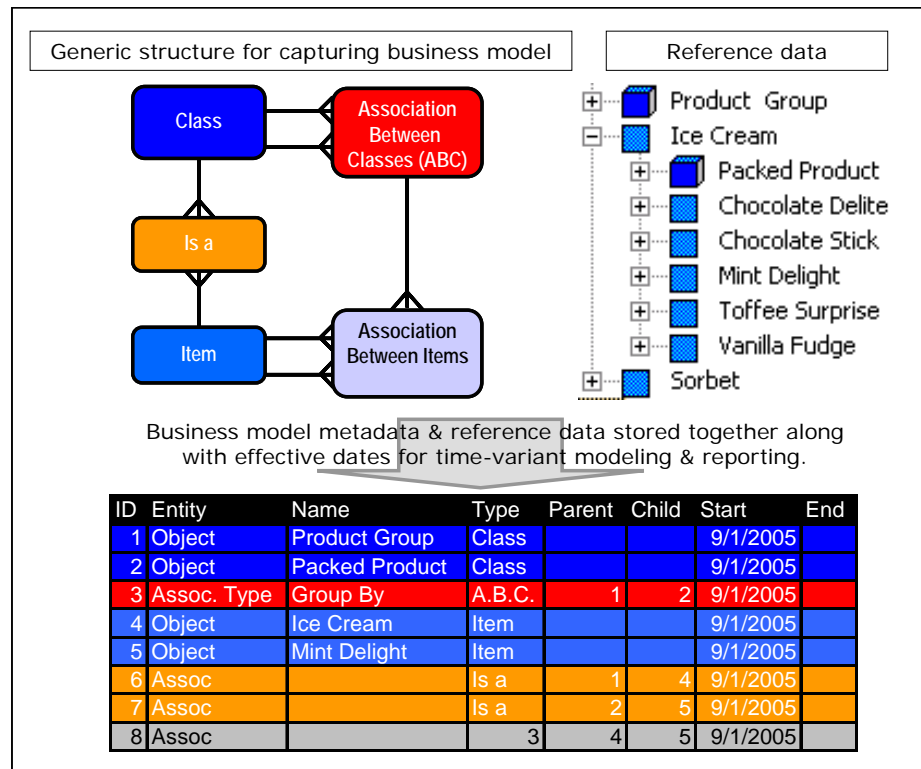 Generic structure for capturing business model
Reference data
Class
Association
Between
Classes (ABC)
Is a
Item
Association
Between Items
Product Group
Ice Cream
Packed Product
Chocolate Delite
Chocolate Stick
Mint Delight
Toffee Surprise
Vanilla Fudge
Sorbet
Business model metadata & reference data stored together along
with effective dates for time-variant modeling & reporting.
ID Entity Name Type Parent Child Start End
1 Object Product Group Class 9/1/2005
2 Object Packed Product Class 9/1/2005
3 Assoc. Type Group By A.B.C. 1 2 9/1/2005
4 Object Ice Cream Item 9/1/2005
5 Object Mint Delight Item 9/1/2005
6 Assoc Is a 1 4 9/1/2005
7 Assoc Is a 2 5 9/1/2005
8 Assoc 3 4 5 9/1/2005